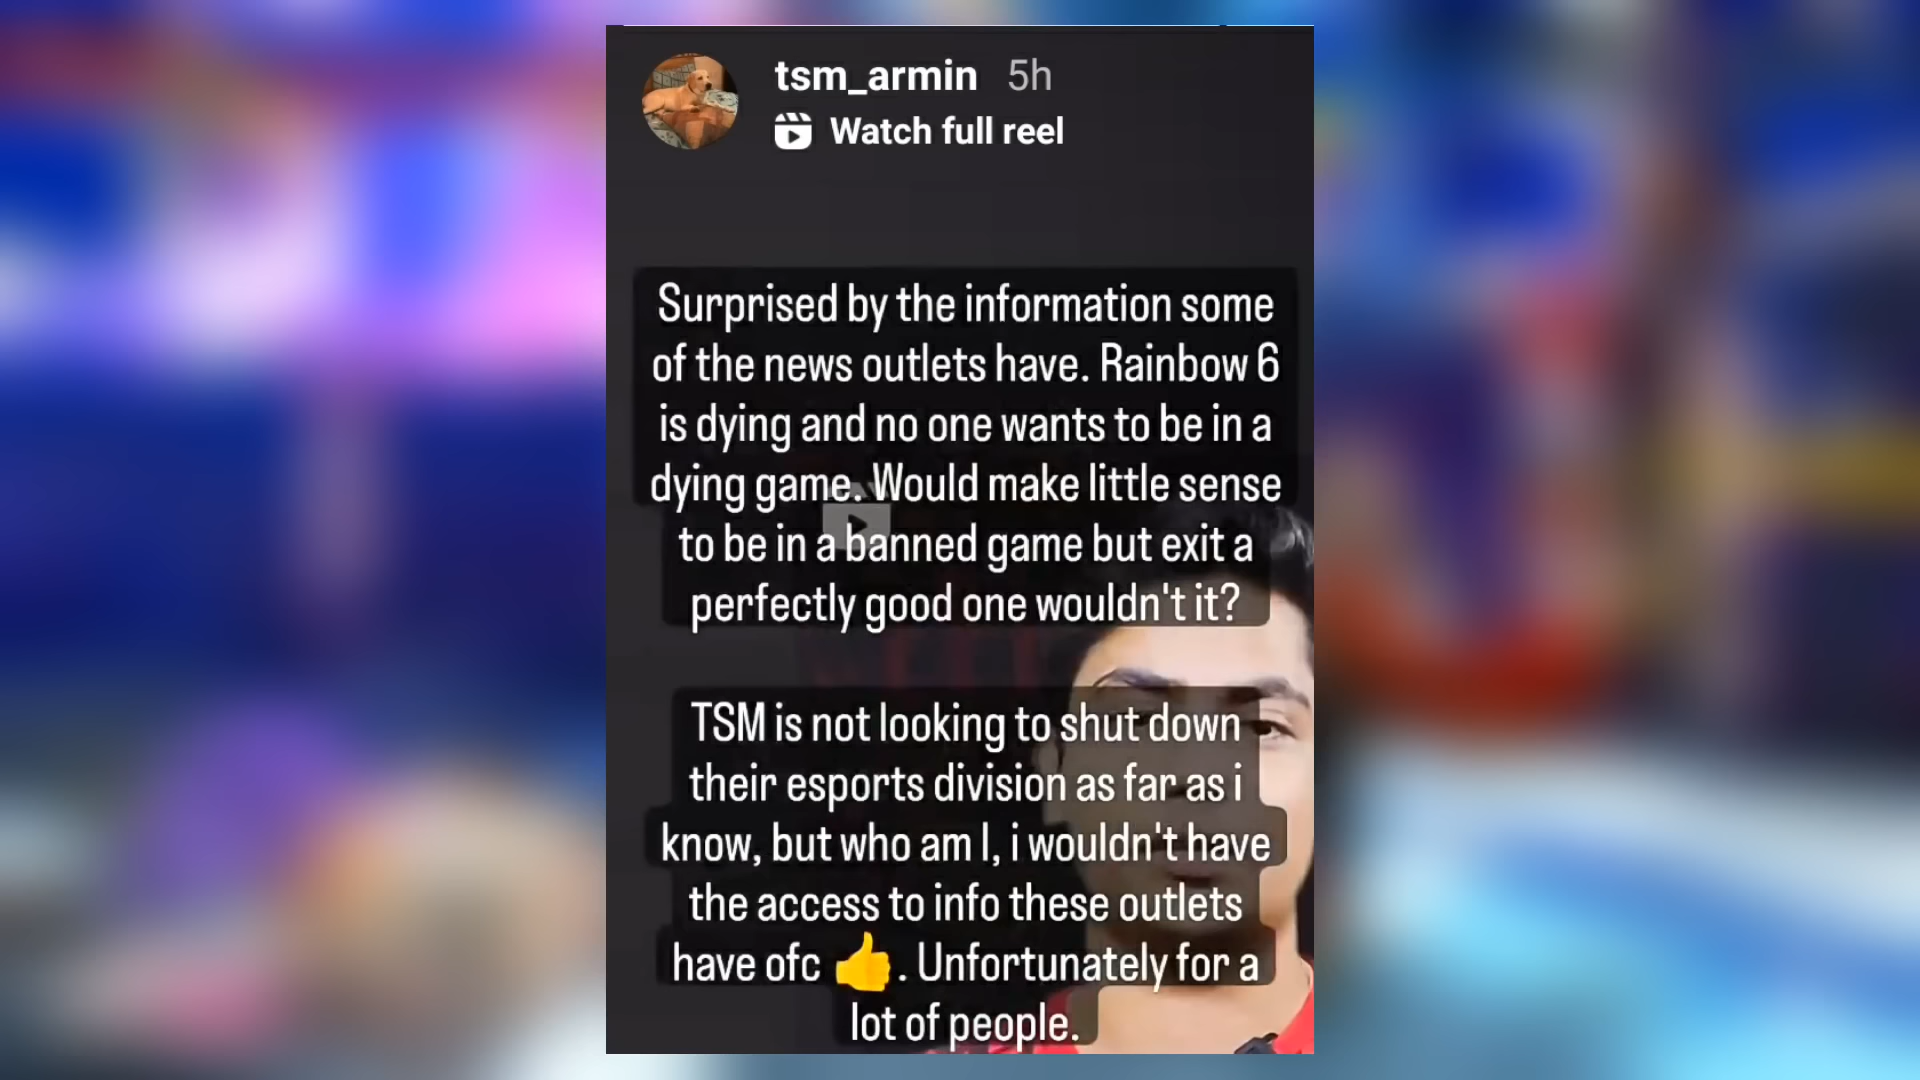 tsm_armin 5h
Watch full reel
Surprised by the information some
of the news outlets have. Rainbow 6
is dying and no one wants to be in a
dying game. Would make little sense
to be in a banned game but exit a
perfectly good one wouldn't it?
TSM is not looking to shut down
their esports division as far as i
know, but who am I, i wouldn't have
the access to info these outlets
have ofc 👍. Unfortunately for a
lot of people.